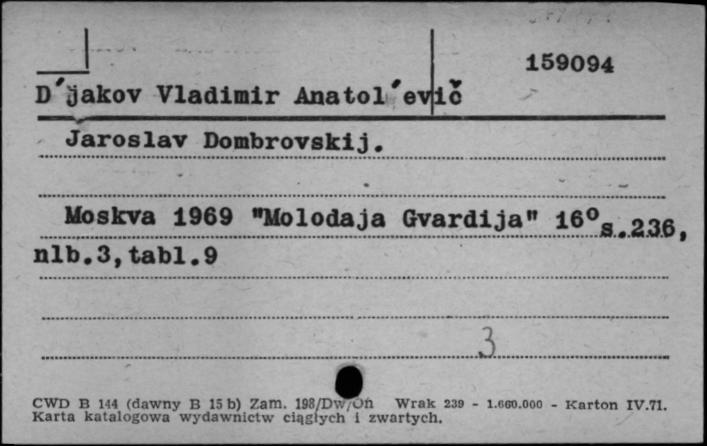 159094
D´jakov Vladimir Anatol´evič
Jaroslav Dombrovskij.
Moskva 1969 "Molodaja Gvardija" 16° s.236,
nlb.3,tabl.9
3
CWD B 144 (dawny B 15 b) Zam. 198/Dw/On Wrak 239 - 1.660.000 - Karton IV.71.
Karta katalogowa wydawnictw ciągłych i zwartych.